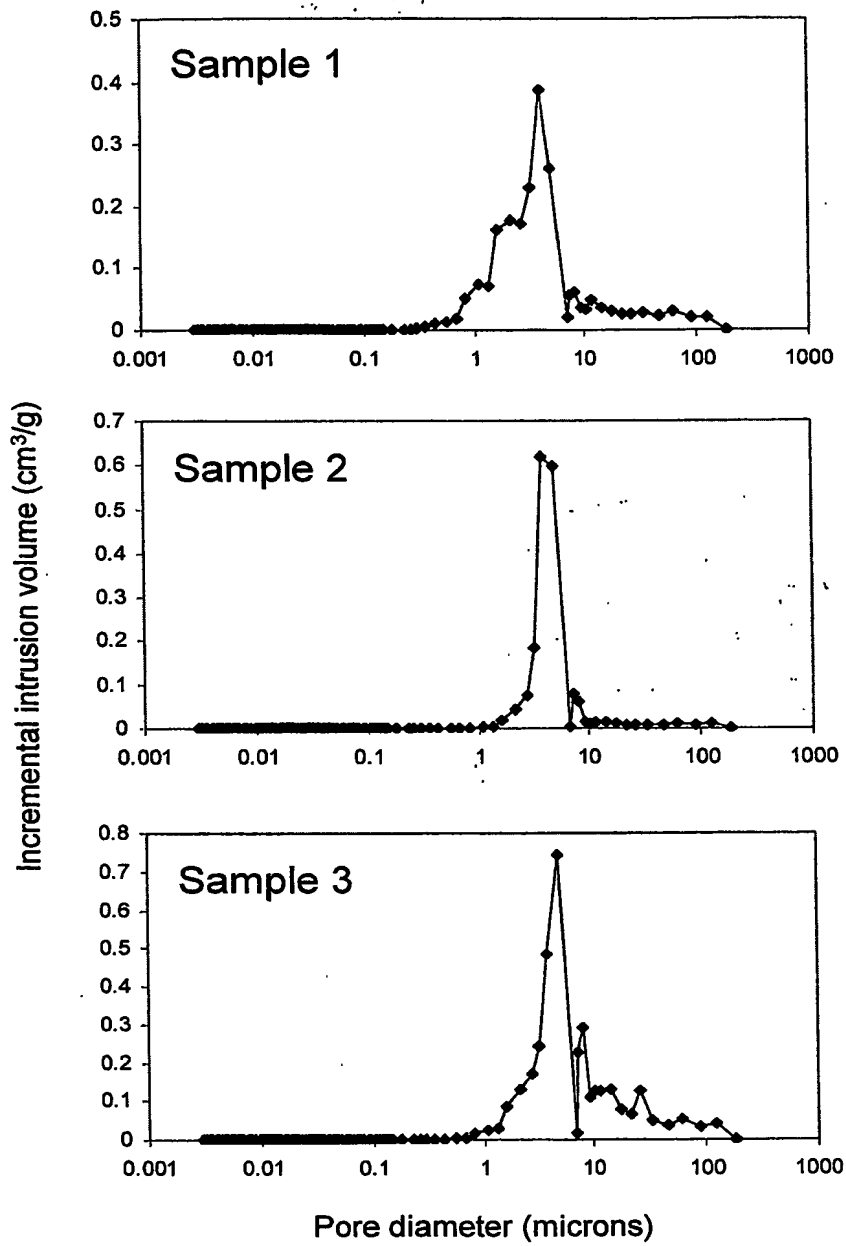 Incremental intrusion volume (cm³/g)
0.5
0.4
0.3
0.2
0.1
0
Sample 1
0.001 0.01 0.1 1 10 100 1000
0.7
0.6
0.5
0.4
0.3
0.2
0.1
0
Sample 2
0.001 0.01 0.1 1 10 100 1000
0.8
0.7
0.6
0.5
0.4
0.3
0.2
0.1
0
Sample 3
0.001 0.01 0.1 1 10 100 1000
Pore diameter (microns)